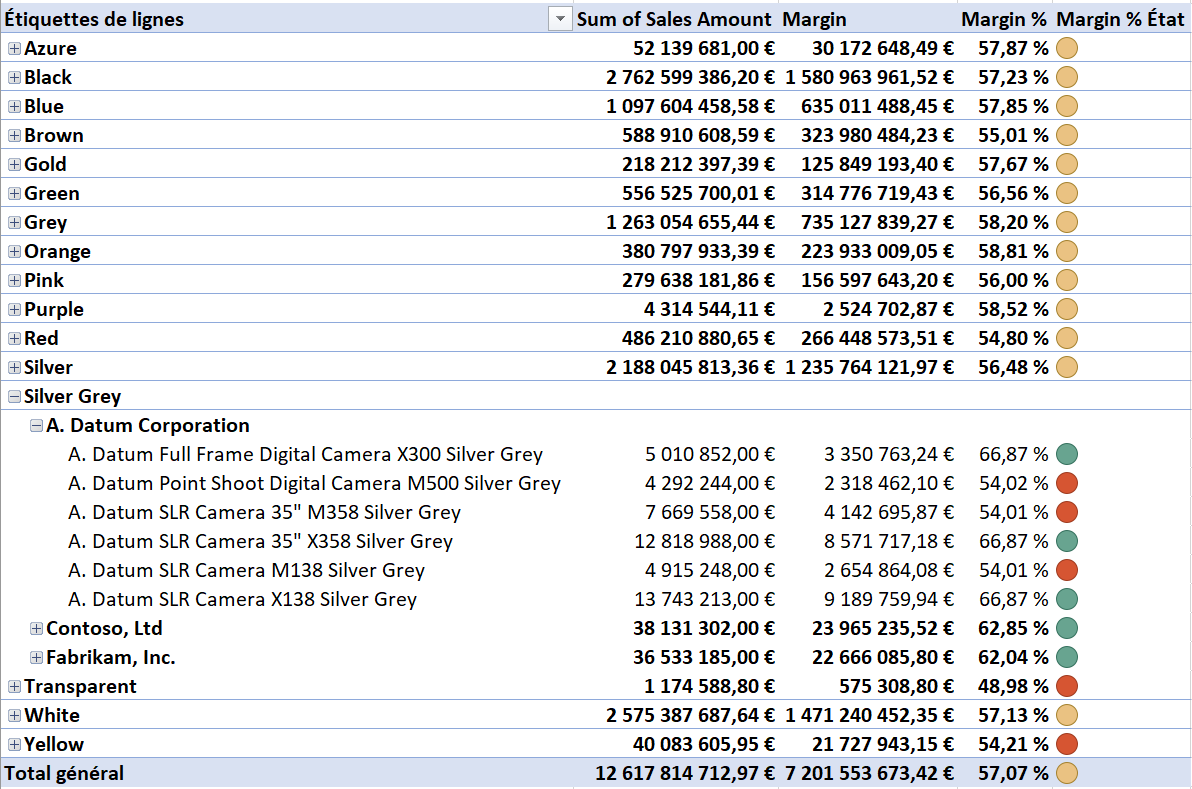 Étiquettes de lignes Sum of Sales Amount Margin Margin % Margin % État
Azure 52 139 681,00 € 30 172 648,49 € 57,87 %
Black 2 762 599 386,20 € 1 580 963 961,52 € 57,23 %
Blue 1 097 604 458,58 € 635 011 488,45 € 57,85 %
Brown 588 910 608,59 € 323 980 484,23 € 55,01 %
Gold 218 212 397,39 € 125 849 193,40 € 57,67 %
Green 556 525 700,01 € 314 776 719,43 € 56,56 %
Grey 1 263 054 655,44 € 735 127 839,27 € 58,20 %
Orange 380 797 933,39 € 223 933 009,05 € 58,81 %
Pink 279 638 181,86 € 156 597 643,20 € 56,00 %
Purple 4 314 544,11 € 2 524 702,87 € 58,52 %
Red 486 210 880,65 € 266 448 573,51 € 54,80 %
Silver 2 188 045 813,36 € 1 235 764 121,97 € 56,48 %
Silver Grey
A. Datum Corporation
A. Datum Full Frame Digital Camera X300 Silver Grey 5 010 852,00 € 3 350 763,24 € 66,87 %
A. Datum Point Shoot Digital Camera M500 Silver Grey 4 292 244,00 € 2 318 462,10 € 54,02 %
A. Datum SLR Camera 35" M358 Silver Grey 7 669 558,00 € 4 142 695,87 € 54,01 %
A. Datum SLR Camera 35" X358 Silver Grey 12 818 988,00 € 8 571 717,18 € 66,87 %
A. Datum SLR Camera M138 Silver Grey 4 915 248,00 € 2 654 864,08 € 54,01 %
A. Datum SLR Camera X138 Silver Grey 13 743 213,00 € 9 189 759,94 € 66,87 %
Contoso, Ltd 38 131 302,00 € 23 965 235,52 € 62,85 %
Fabrikam, Inc. 36 533 185,00 € 22 666 085,80 € 62,04 %
Transparent 1 174 588,80 € 575 308,80 € 48,98 %
White 2 575 387 687,64 € 1 471 240 452,35 € 57,13 %
Yellow 40 083 605,95 € 21 727 943,15 € 54,21 %
Total général 12 617 814 712,97 € 7 201 553 673,42 € 57,07 %